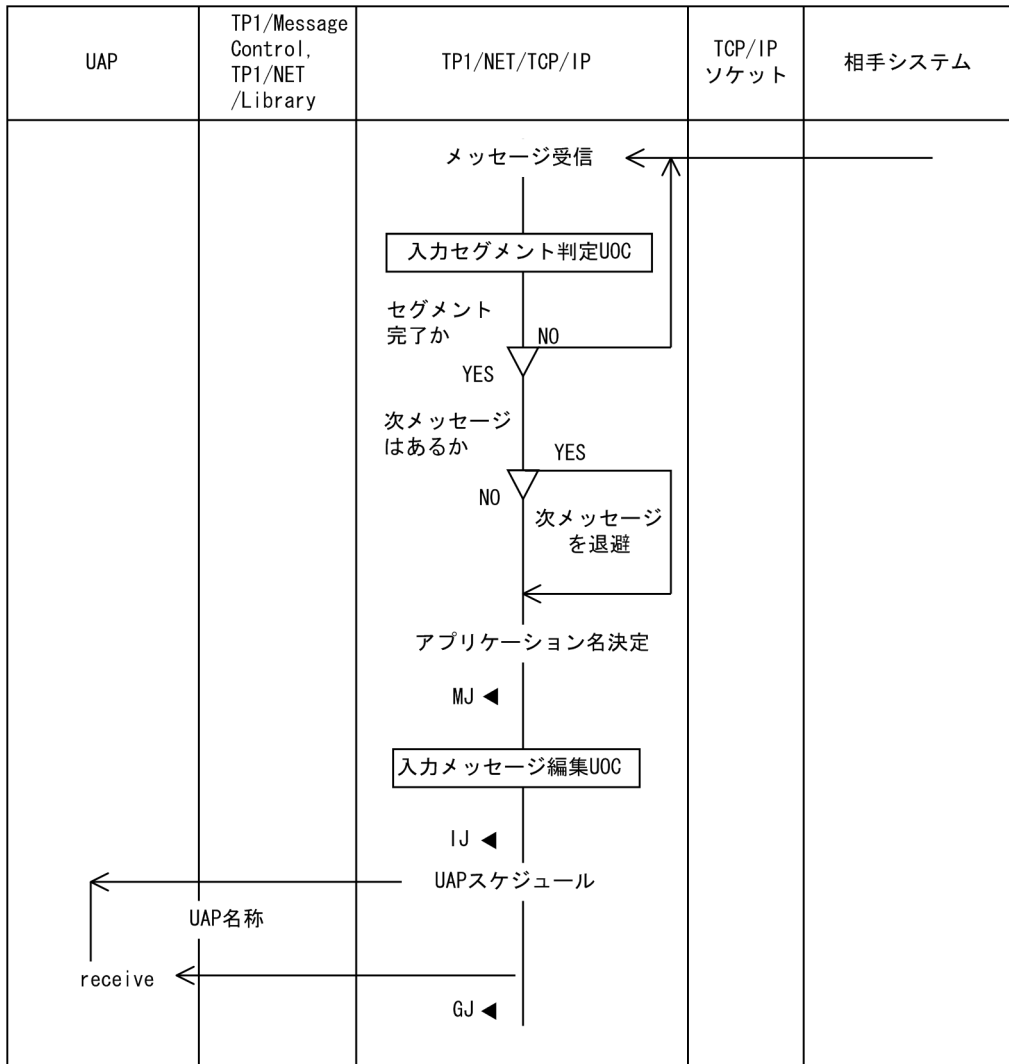 UAP
TP1/Message
Control,
TP1/NET
/Library
TP1/NET/TCP/IP
TCP/IP
ソケット
相手システム
メッセージ受信
入力セグメント判定UOC
セグメント
完了か
NO
YES
次メッセージ
はあるか
YES
NO
次メッセージ
を退避
アプリケーション名決定
MJ
入力メッセージ編集UOC
IJ
UAPスケジュール
UAP名称
receive
GJ